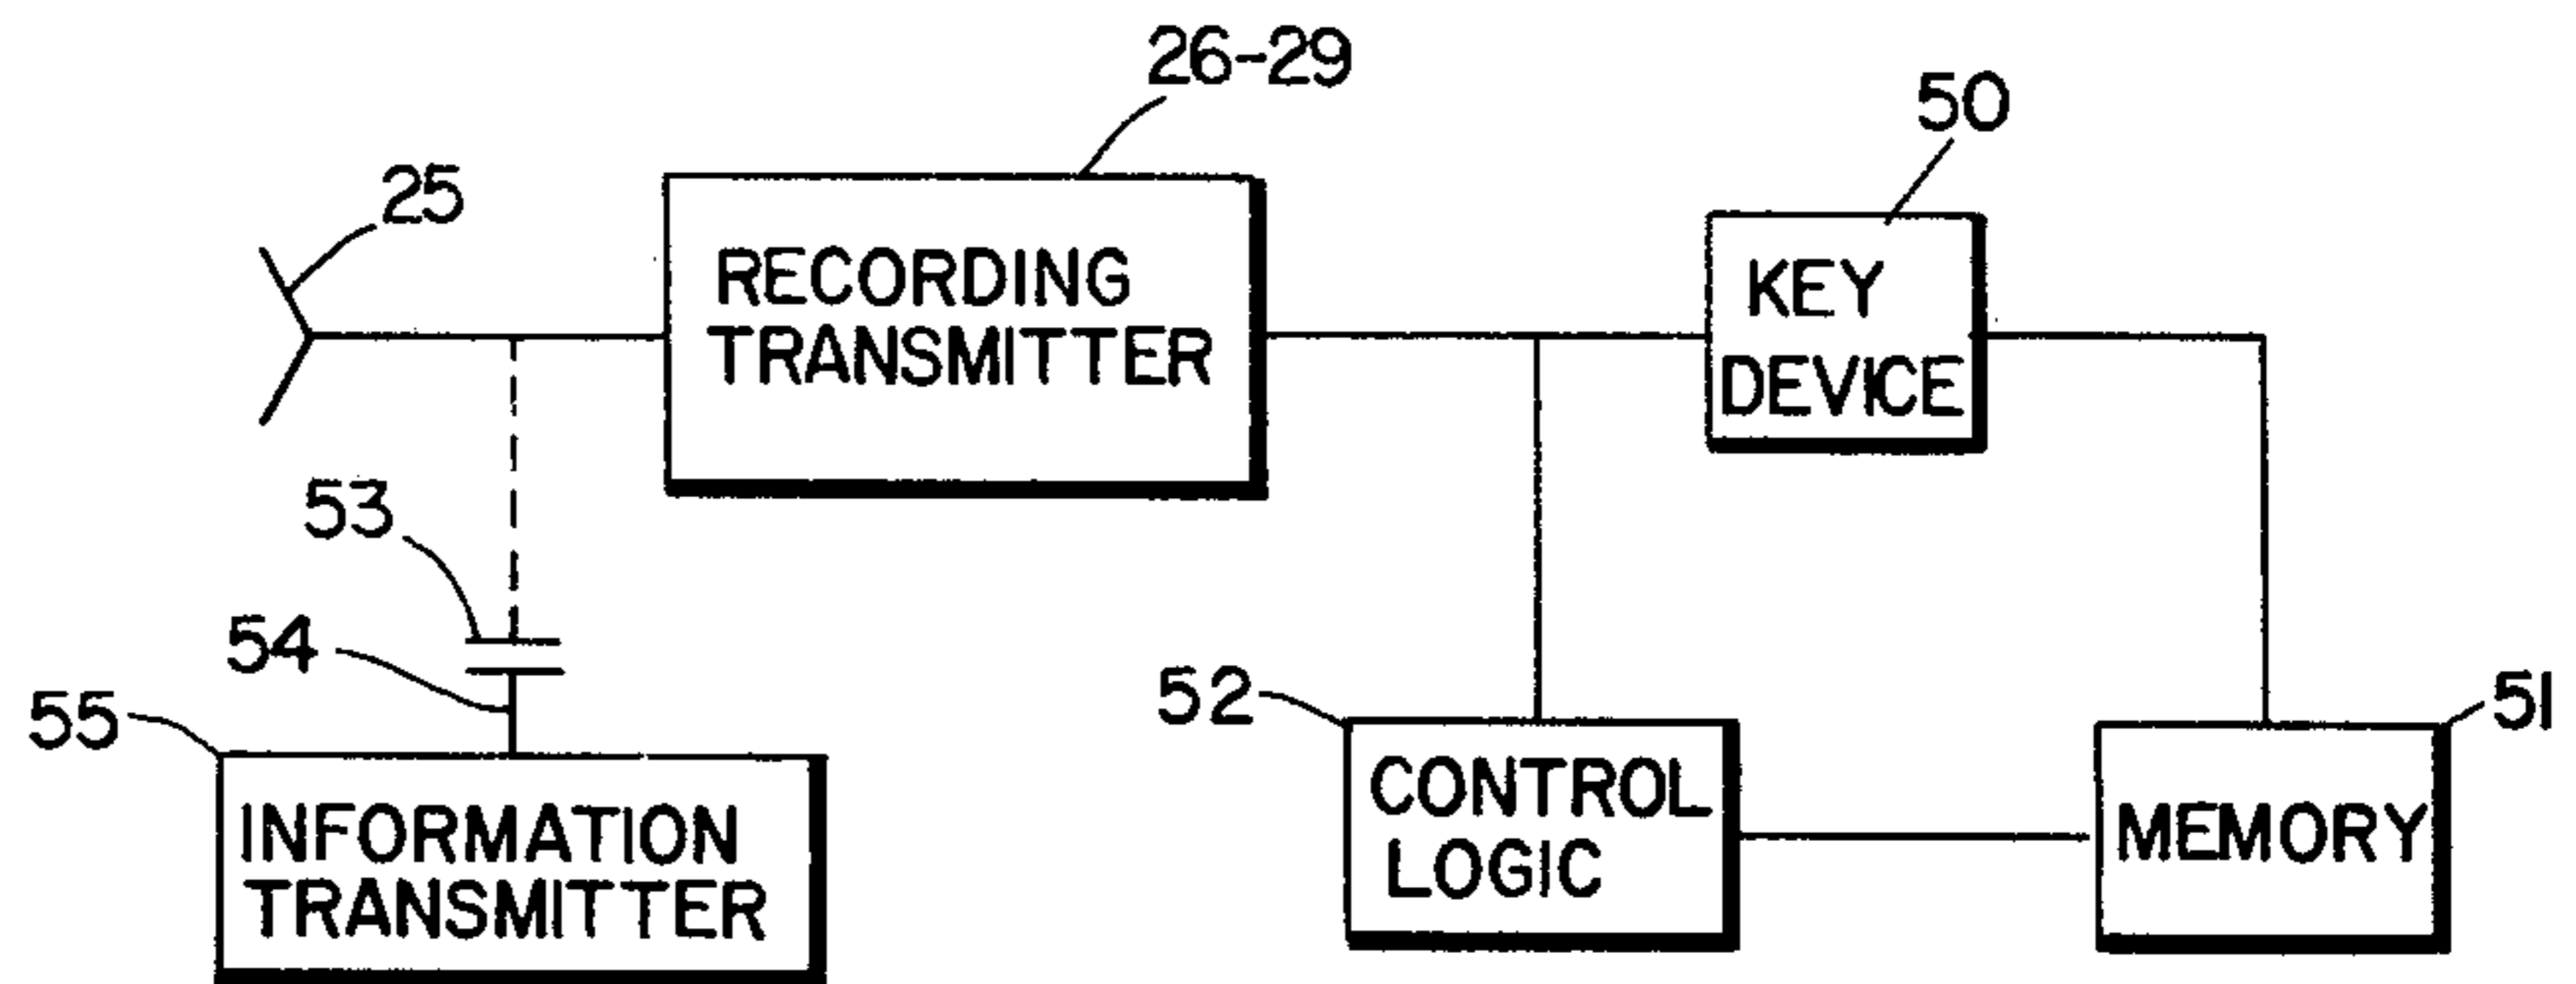 26-29
50
25
RECORDING
TRANSMITTER
KEY
DEVICE
53
54
55
52
51
INFORMATION
TRANSMITTER
CONTROL
LOGIC
MEMORY